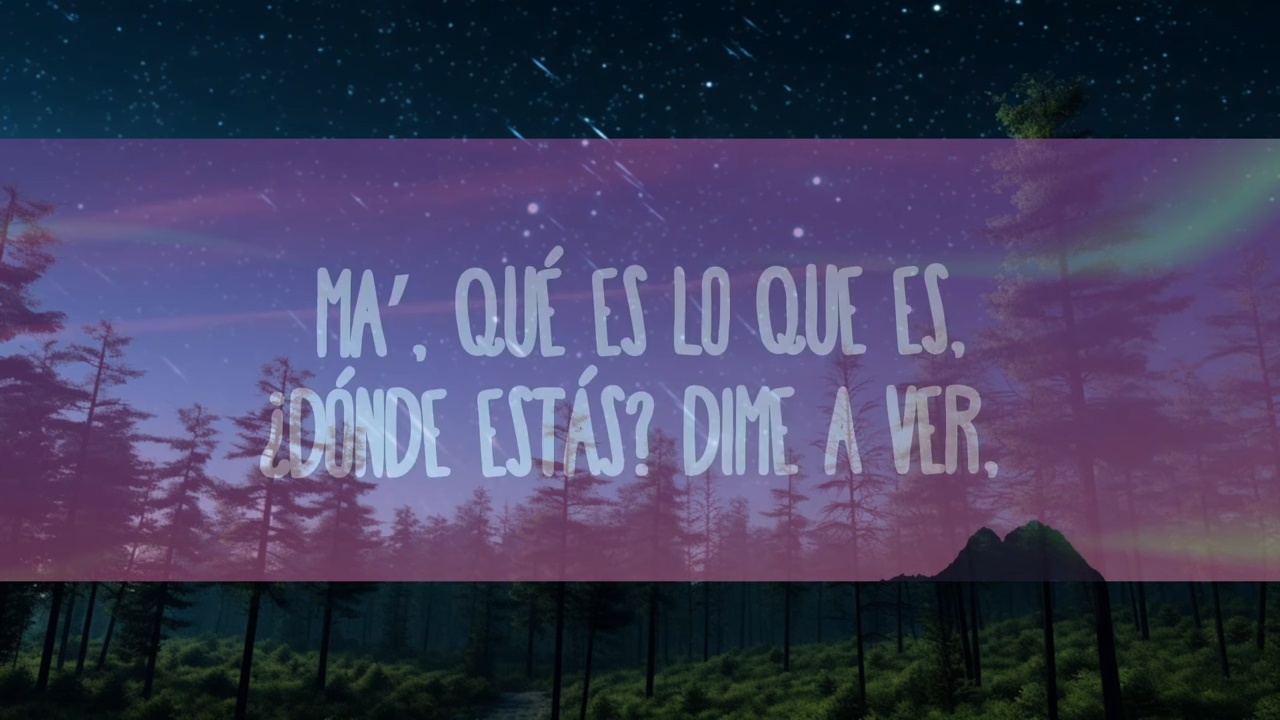 MA', QUÉ ES LO QUE ES,
¿DÓNDE ESTÁS? DIME A VER,